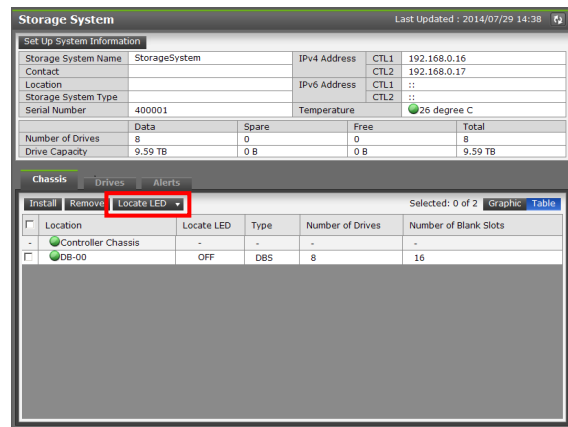 Storage System Last Updated : 2014/07/29 14:38
Set Up System Information
Storage System Name StorageSystem IPv4 Address CTL1 192.168.0.16
Contact CTL2 192.168.0.17
Location IPv6 Address CTL1 ::
Storage System Type CTL2 ::
Serial Number 400001 Temperature 26 degree C
Data Spare Free Total
Number of Drives 8 0 0 8
Drive Capacity 9.59 TB 0 B 0 B 9.59 TB
Chassis Drives Alerts
Install Remove Locate LED Selected: 0 of 2 Graphic Table
Location Locate LED Type Number of Drives Number of Blank Slots
- Controller Chassis - - - -
DB-00 OFF DBS 8 16